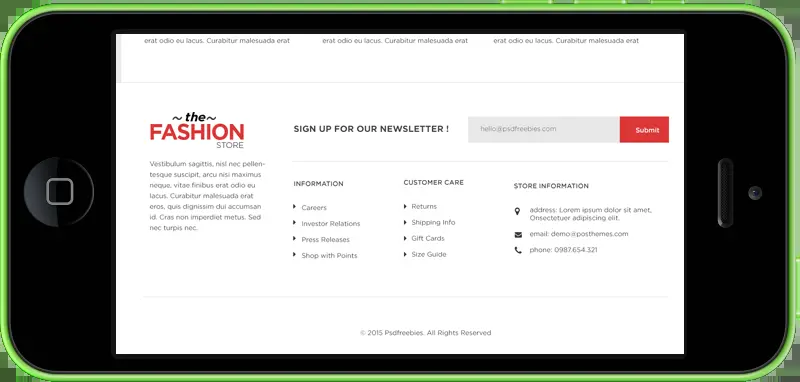 erat odio eu lacus. Curabitur malesuada erat
erat odio eu lacus. Curabitur malesuada erat
erat odio eu lacus. Curabitur malesuada erat
~ the ~
FASHION
STORE
Vestibulum sagittis, nisl nec pellen-
tesque suscipt, arcu nisi maximus
neque, vitae finibus erat odio eu
lacus. Curabitur malesuada erat
eros, quis dignissim dui accumsan
id. Cras non imperdiet metus. Sed
nec turpis nec.
SIGN UP FOR OUR NEWSLETTER !
hello@psdfreebies.com
Submit
INFORMATION
Careers
Investor Relations
Press Releases
Shop with Points
CUSTOMER CARE
Returns
Shipping Info
Gift Cards
Size Guide
STORE INFORMATION
address: Lorem ipsum dolor sit amet,
Onsectetuer adipiscing elit.
email: demo@posthemes.com
phone: 0987.654.321
© 2015 Psdfreebies. All Rights Reserved